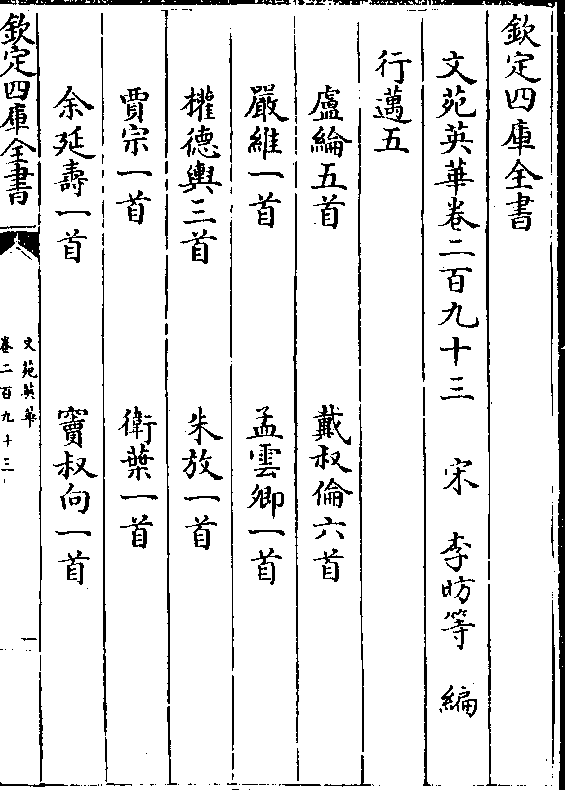 欽定四庫全書
文苑英華卷二百九十三 宋 李昉等 編
行邁五
盧綸五首 戴叔倫六首
嚴維一首 孟雲卿一首
權德輿三首 朱放一首
賈宗一首 衛葉一首
余延壽一首 竇叔向一首
欽定四庫全書
文苑英華
卷二百九十三
一